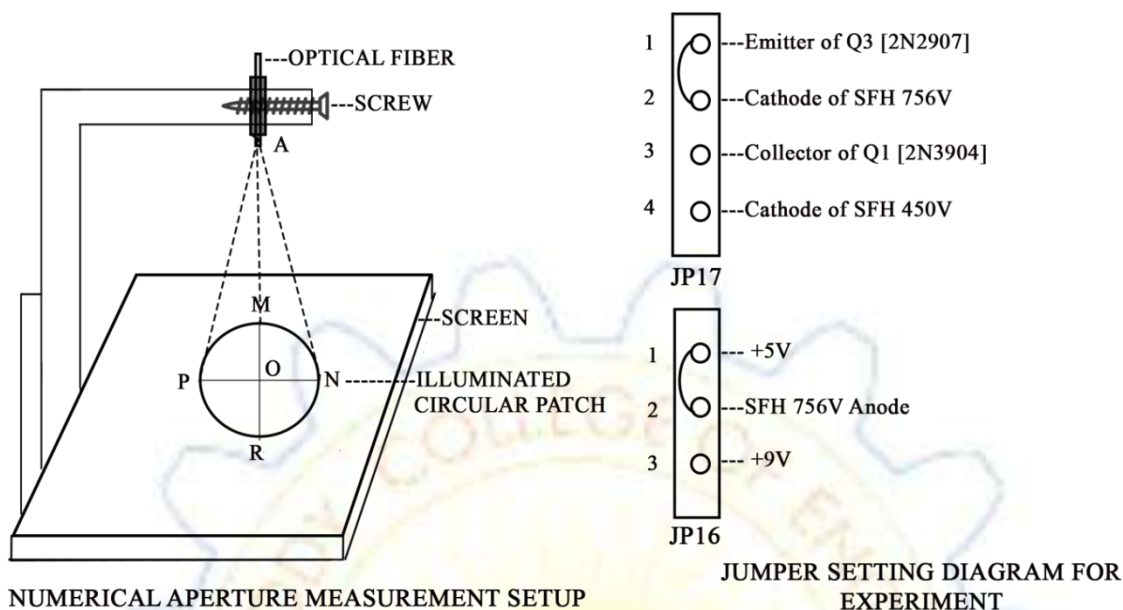 ---OPTICAL FIBER
---SCREW
A
M
---SCREEN
P
O
N
------ILLUMINATED
CIRCULAR PATCH
R
NUMERICAL APERTURE MEASUREMENT SETUP
1 ---Emitter of Q3 [2N2907]
2 ---Cathode of SFH 756V
3 ---Collector of Q1 [2N3904]
4 ---Cathode of SFH 450V
JP17
1 --- +5V
2 ---SFH 756V Anode
3 --- +9V
JP16
JUMPER SETTING DIAGRAM FOR
EXPERIMENT
COLLEGE OF